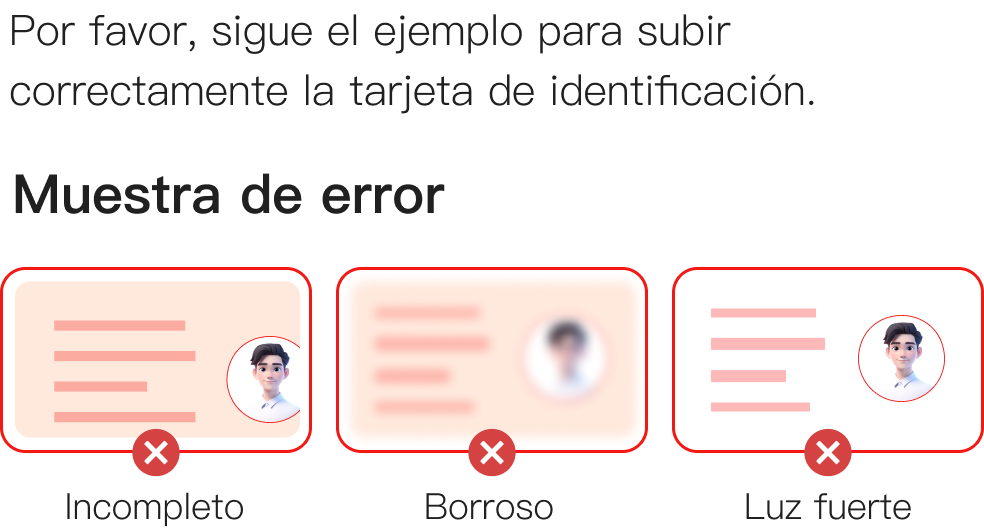 Por favor, sigue el ejemplo para subir
correctamente la tarjeta de identificación.
Muestra de error
Incompleto
Borroso
Luz fuerte